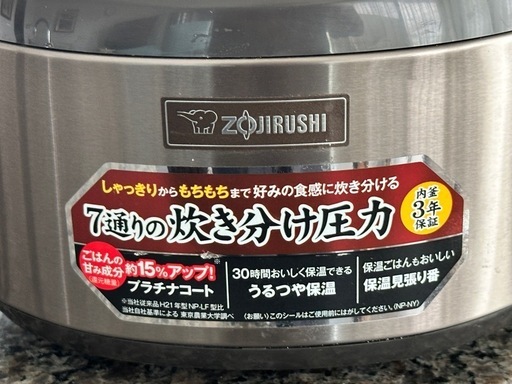 ZOJIRUSHI
しゃっきりからもちもちまで 好みの食感に炊き分ける
7通りの炊き分け圧力
内釜
3年
保証
ごはんの
甘み成分
(還元糖量)
約15%アップ!
プラチナコート
※当社従来品H21年型NP-LF型比
当社自社基準による 東京農業大学調べ
30時間おいしく保温できる
うるつや保温
保温ごはんもおいしい
保温見張り番
(お願い)このシールはご使用前にはがしてください。(NP-NY)